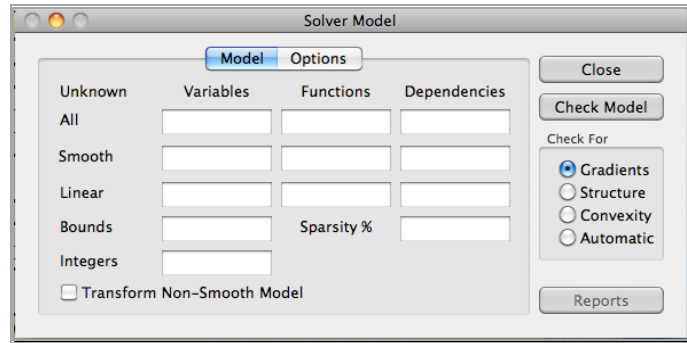 Solver Model
Model Options
Unknown Variables Functions Dependencies
All
Smooth
Linear
Bounds Sparsity %
Integers
Transform Non-Smooth Model
Close
Check Model
Check For
Gradients
Structure
Convexity
Automatic
Reports